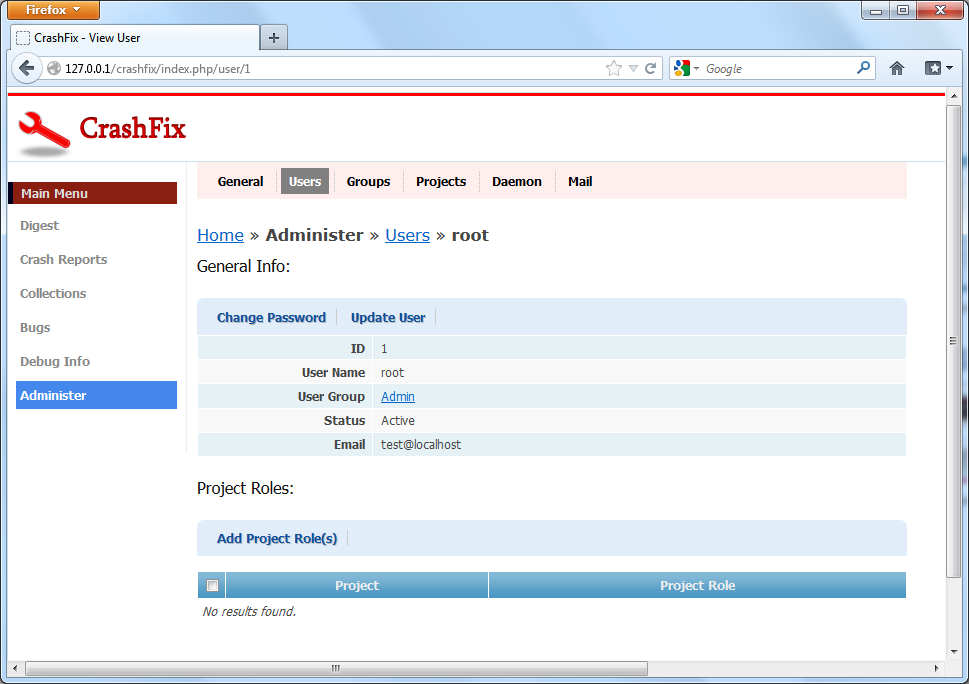 Firefox
CrashFix - View User
127.0.0.1/crashfix/index.php/user/1
Google
CrashFix
General Users Groups Projects Daemon Mail
Main Menu
Digest
Crash Reports
Collections
Bugs
Debug Info
Administer
Home » Administer » Users » root
General Info:
Change Password Update User
ID 1
User Name root
User Group Admin
Status Active
Email test@localhost
Project Roles:
Add Project Role(s)
Project Project Role
No results found.